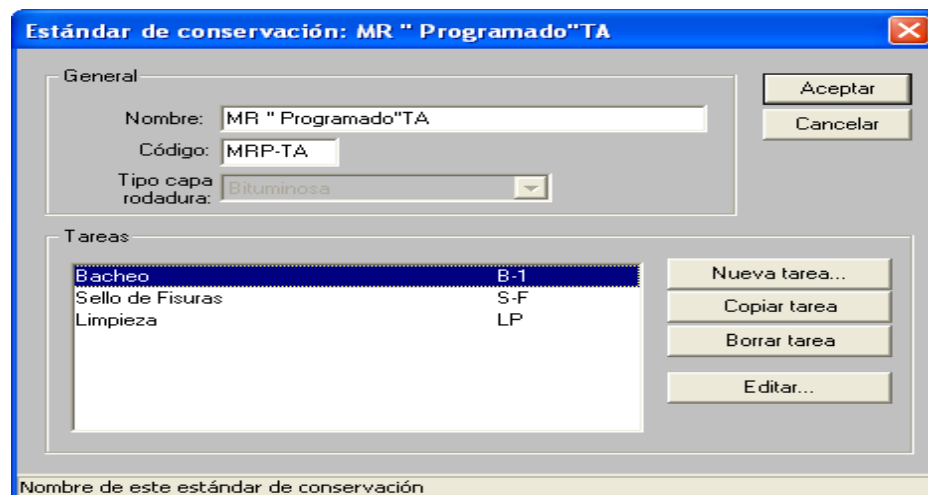 Estándar de conservación: MR " Programado"TA
General
Nombre: MR " Programado"TA
Código: MRP-TA
Tipo capa rodadura: Bituminosa
Aceptar
Cancelar
Tareas
Bacheo B-1
Sello de Fisuras S-F
Limpieza LP
Nueva tarea...
Copiar tarea
Borrar tarea
Editar...
Nombre de este estándar de conservación